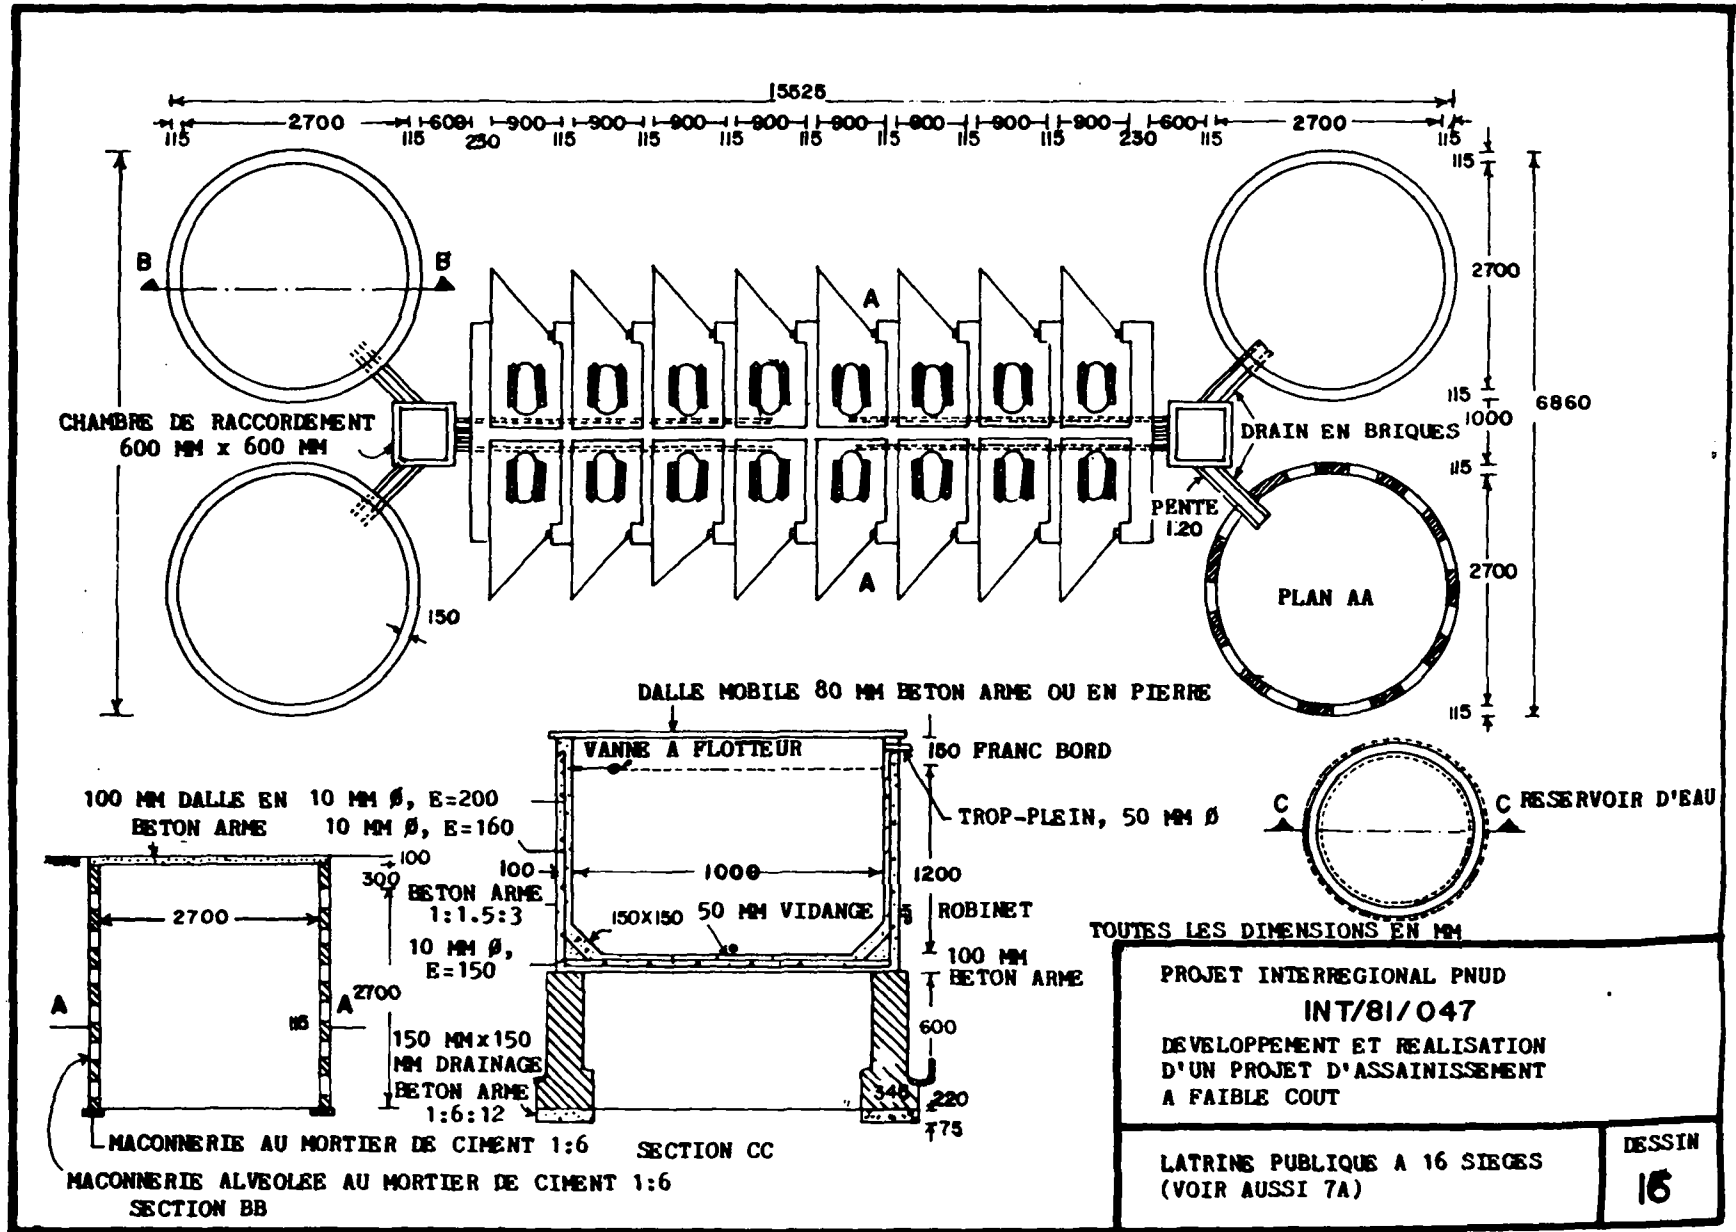 15525
2700 600 900 900 900 900 900 900 900 900 600 2700
115 115 230 115 115 115 115 115 115 115 230 115 115
115
B B
A
2700
115
1000
6860
CHAMBRE DE RACCORDEMENT
600 MM x 600 MM
DRAIN EN BRIQUES
115
PENTE
1:20
2700
A
PLAN AA
150
115
DALLE MOBILE 80 MM BETON ARME OU EN PIERRE
VANNE A FLOTTEUR
150 FRANC BORD
100 MM DALLE EN
BETON ARME
10 MM Ø, E=200
10 MM Ø, E=160
TROP-PLEIN, 50 MM Ø
C C RESERVOIR D'EAU
100
300
100
1000
1200
BETON ARME
1:1.5:3
2700
150X150
50 MM VIDANGE
ROBINET
TOUTES LES DIMENSIONS EN MM
10 MM Ø,
E=150
100 MM
BETON ARME
A A
2700
115
600
150 MM x 150
MM DRAINAGE
BETON ARME
1:6:12
220
75
MACONNERIE AU MORTIER DE CIMENT 1:6
SECTION CC
MACONNERIE ALVEOLEE AU MORTIER DE CIMENT 1:6
SECTION BB
PROJET INTERREGIONAL PNUD
INT/81/047
DEVELOPPEMENT ET REALISATION
D'UN PROJET D'ASSAINISSEMENT
A FAIBLE COUT
LATRINE PUBLIQUE A 16 SIEGES
(VOIR AUSSI 7A)
DESSIN